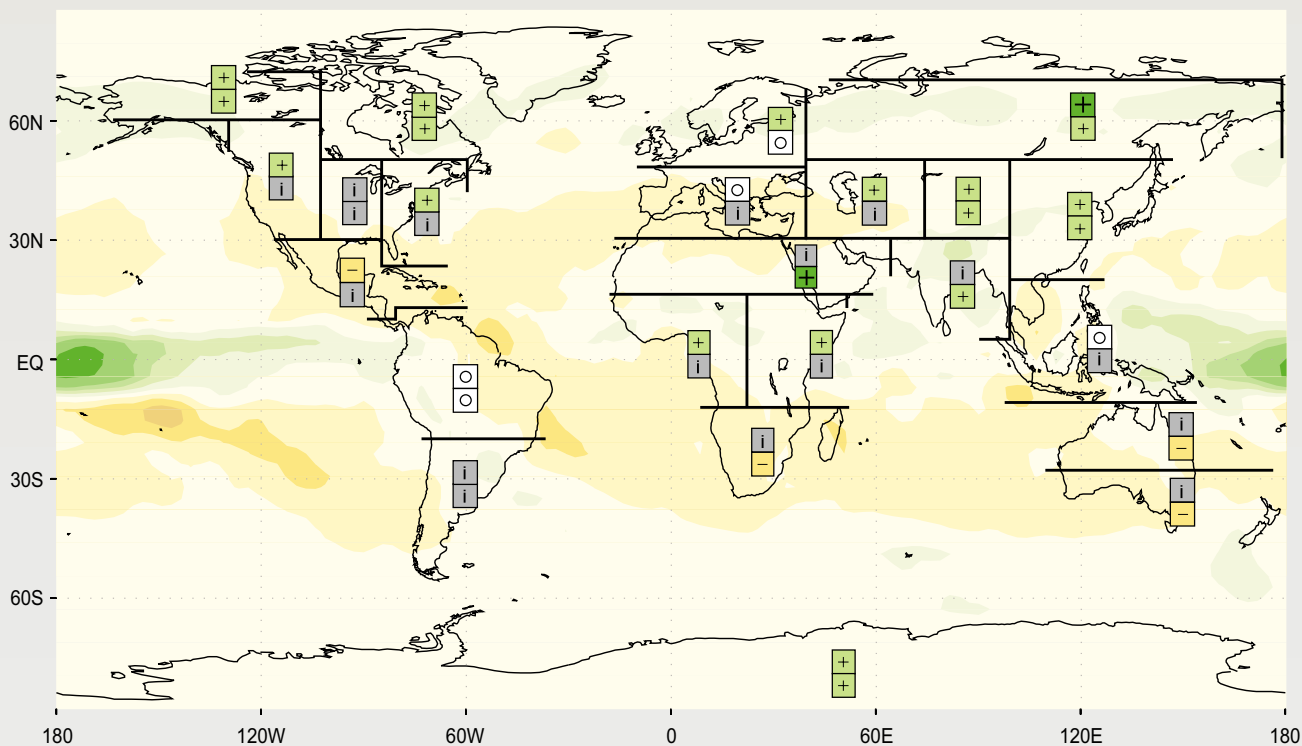 +
+
+
+
+
+
+
○
+
i
i
i
+
i
○
i
+
i
+
+
+
+
−
i
i
+
i
+
+
i
+
i
○
i
○
○
i
−
i
−
i
i
i
−
+
+
60N
30N
EQ
30S
60S
180 120W 60W 0 60E 120E 180